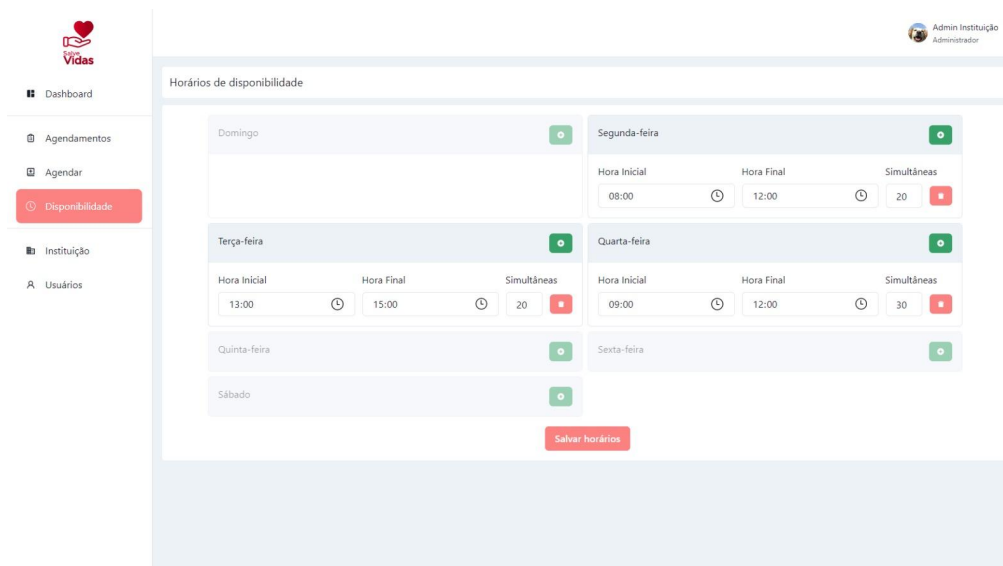 Salve
Vidas
Admin Instituição
Administrador
Dashboard
Agendamentos
Agendar
Disponibilidade
Instituição
Usuários
Horários de disponibilidade
Domingo
Segunda-feira
Hora Inicial Hora Final Simultâneas
08:00 12:00 20
Terça-feira
Hora Inicial Hora Final Simultâneas
13:00 15:00 20
Quarta-feira
Hora Inicial Hora Final Simultâneas
09:00 12:00 30
Quinta-feira
Sexta-feira
Sábado
Salvar horários